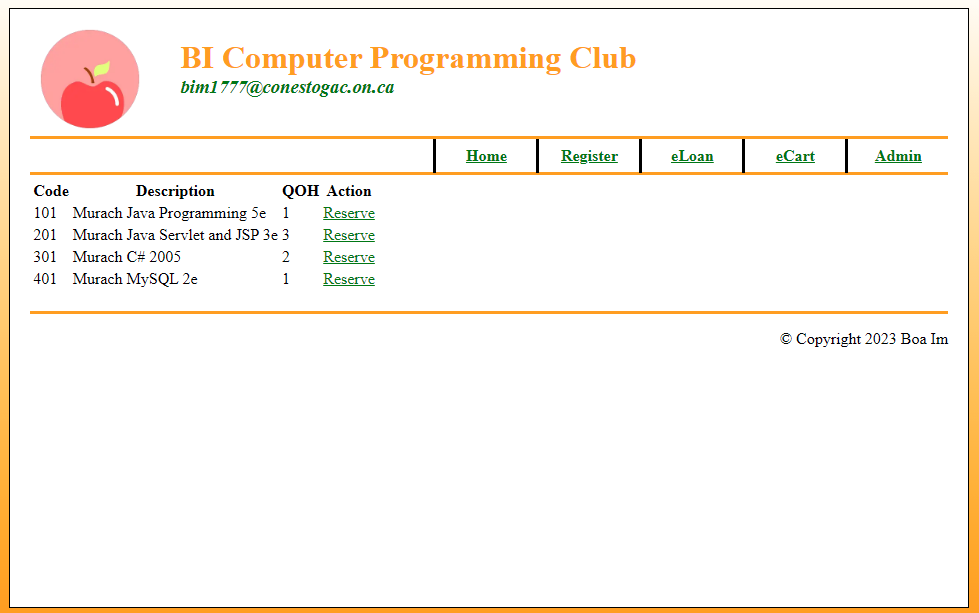 BI Computer Programming Club
bim1777@conestogac.on.ca
Home Register eLoan eCart Admin
Code Description QOH Action
101 Murach Java Programming 5e 1 Reserve
201 Murach Java Servlet and JSP 3e 3 Reserve
301 Murach C# 2005 2 Reserve
401 Murach MySQL 2e 1 Reserve
© Copyright 2023 Boa Im